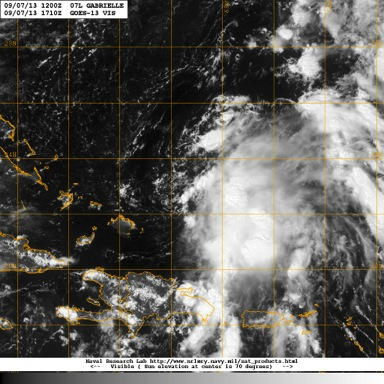 09/07/13 1200Z 07L GABRIELLE
09/07/13 1710Z GOES-13 VIS
Naval Research Lab http://www.nrlmry.navy.mil/sat_products.html
<-- Visible ( Sun elevation at center is 70 degrees ) -->